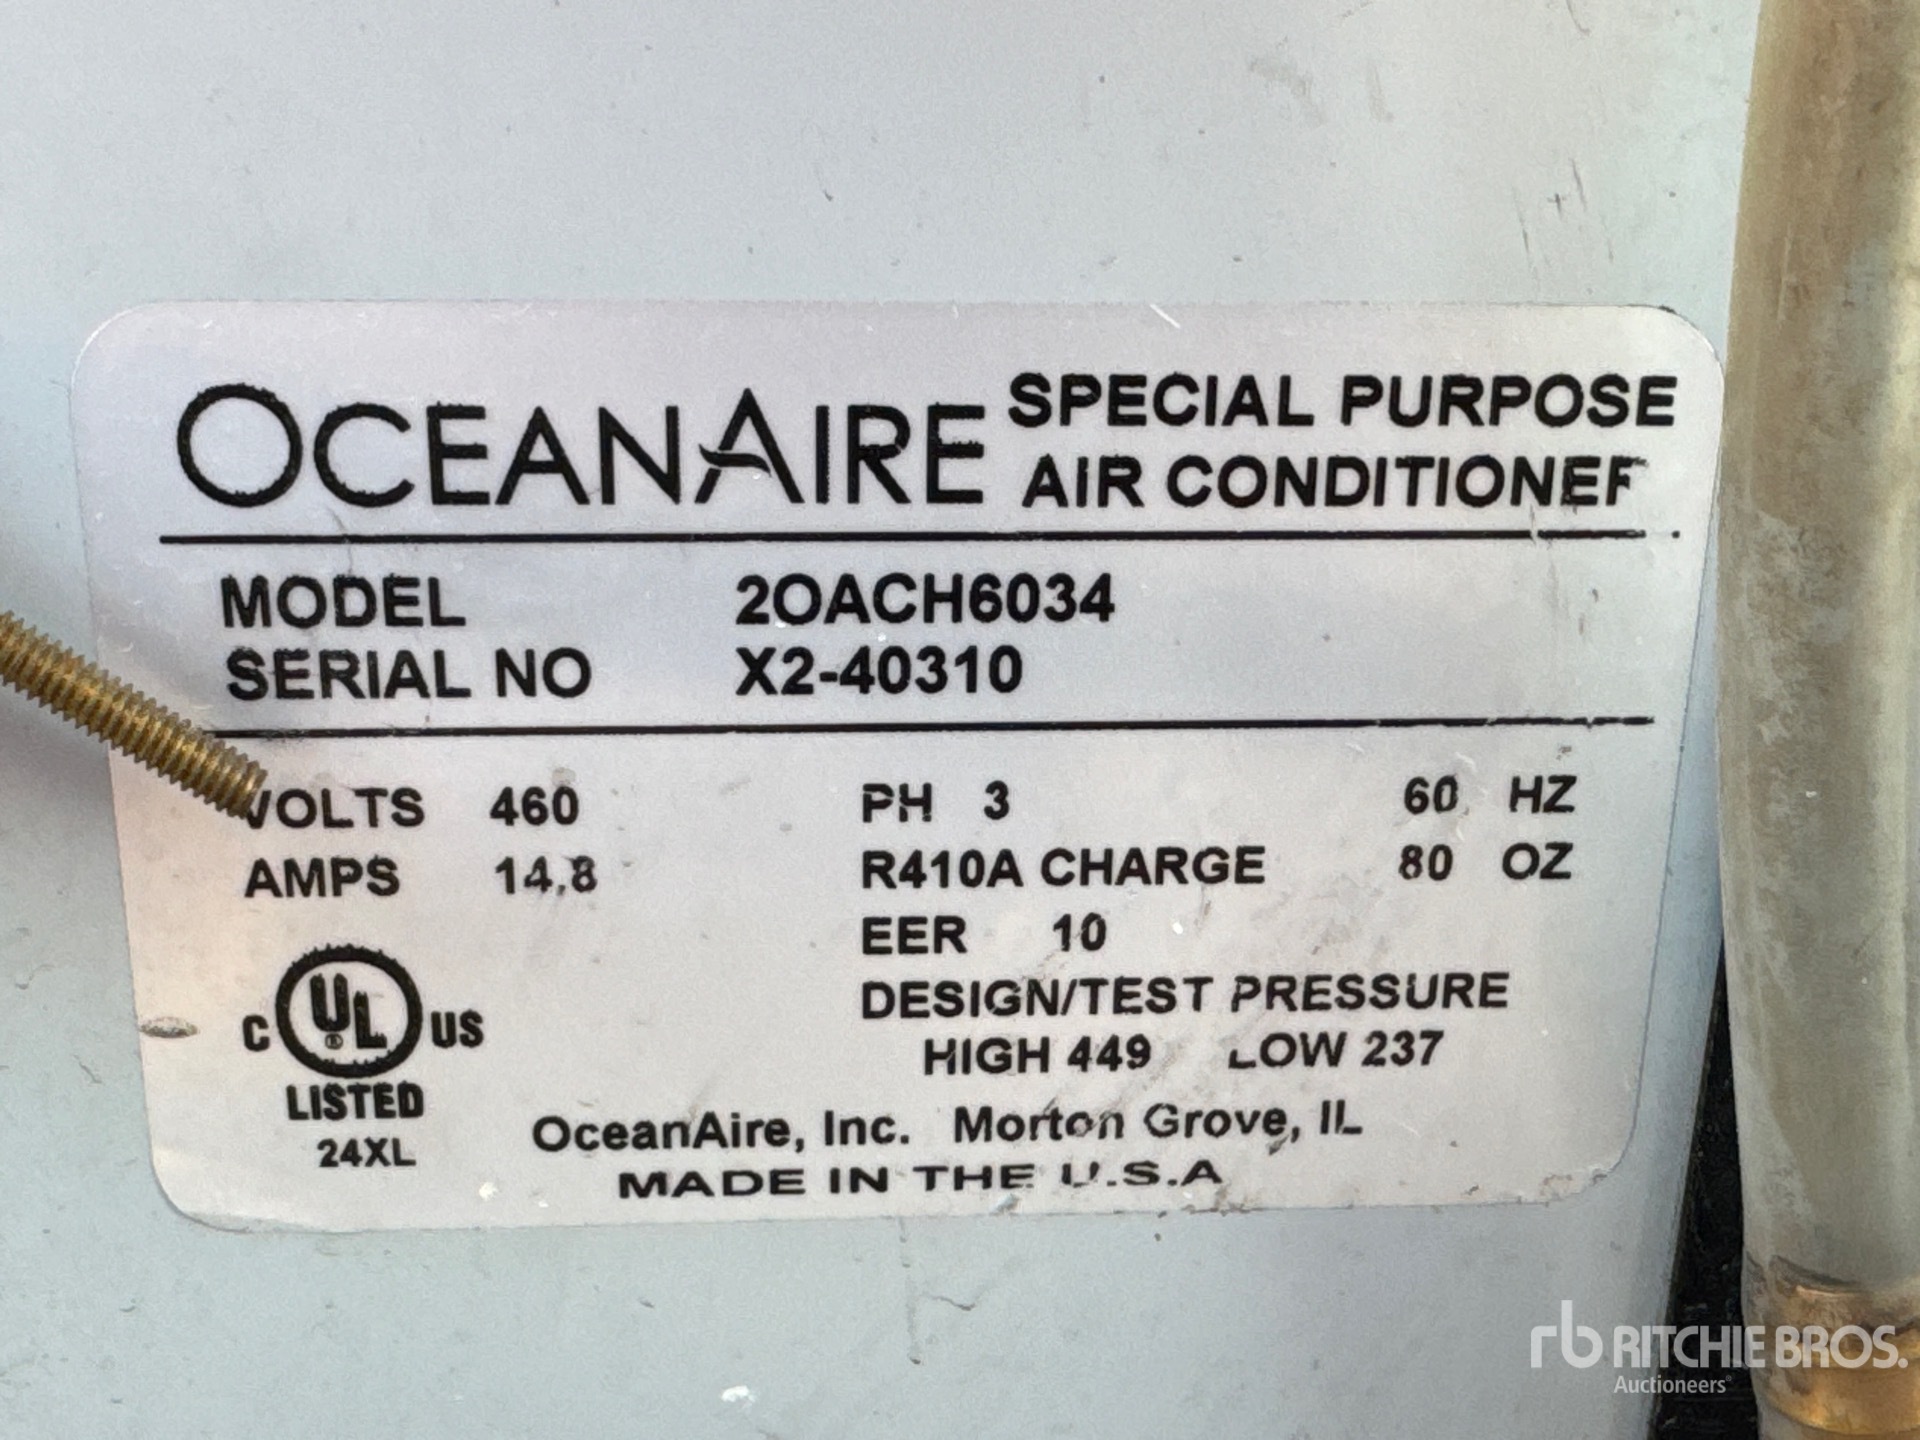 OCEANAIRE SPECIAL PURPOSE
AIR CONDITIONER
MODEL 2OACH6034
SERIAL NO X2-40310
VOLTS 460 PH 3 60 HZ
AMPS 14.8 R410A CHARGE 80 OZ
EER 10
DESIGN/TEST PRESSURE
HIGH 449 LOW 237
C UL® US
LISTED
24XL
OceanAire, Inc. Morton Grove, IL
MADE IN THE U.S.A
rb RITCHIE BROS.
Auctioneers